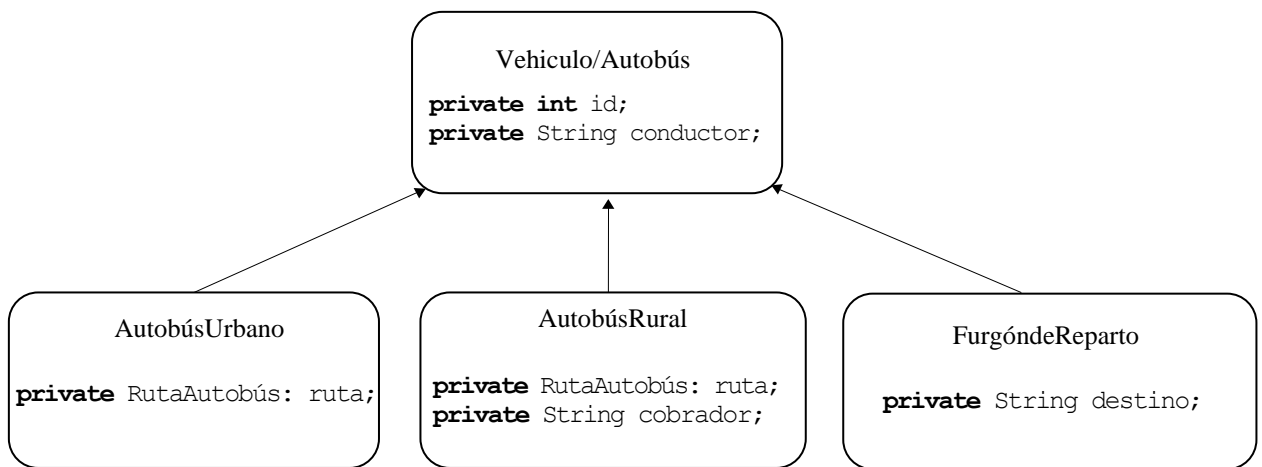 Vehiculo/Autobús
private int id;
private String conductor;
AutobúsUrbano
private RutaAutobús: ruta;
AutobúsRural
private RutaAutobús: ruta;
private String cobrador;
FurgóndeReparto
private String destino;